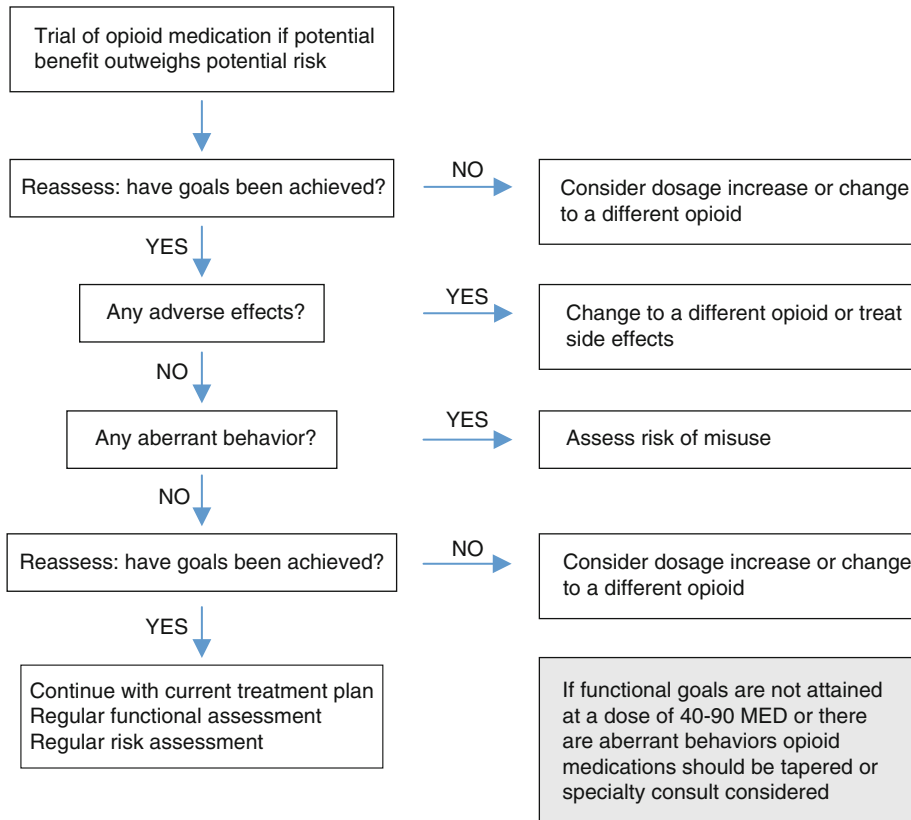 Trial of opioid medication if potential
benefit outweighs potential risk
Reassess: have goals been achieved?
NO
Consider dosage increase or change
to a different opioid
YES
Any adverse effects?
YES
Change to a different opioid or treat
side effects
NO
Any aberrant behavior?
YES
Assess risk of misuse
NO
Reassess: have goals been achieved?
NO
Consider dosage increase or change
to a different opioid
YES
Continue with current treatment plan
Regular functional assessment
Regular risk assessment
If functional goals are not attained
at a dose of 40-90 MED or there
are aberrant behaviors opioid
medications should be tapered or
specialty consult considered